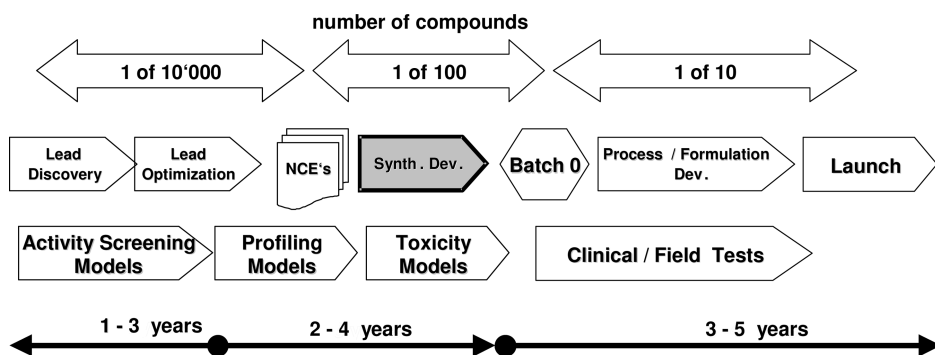 number of compounds
1 of 10‘000
1 of 100
1 of 10
Lead
Discovery
Lead
Optimization
NCE‘s
Synth. Dev.
Batch 0
Process / Formulation
Dev.
Launch
Activity Screening
Models
Profiling
Models
Toxicity
Models
Clinical / Field Tests
1 - 3 years
2 - 4 years
3 - 5 years